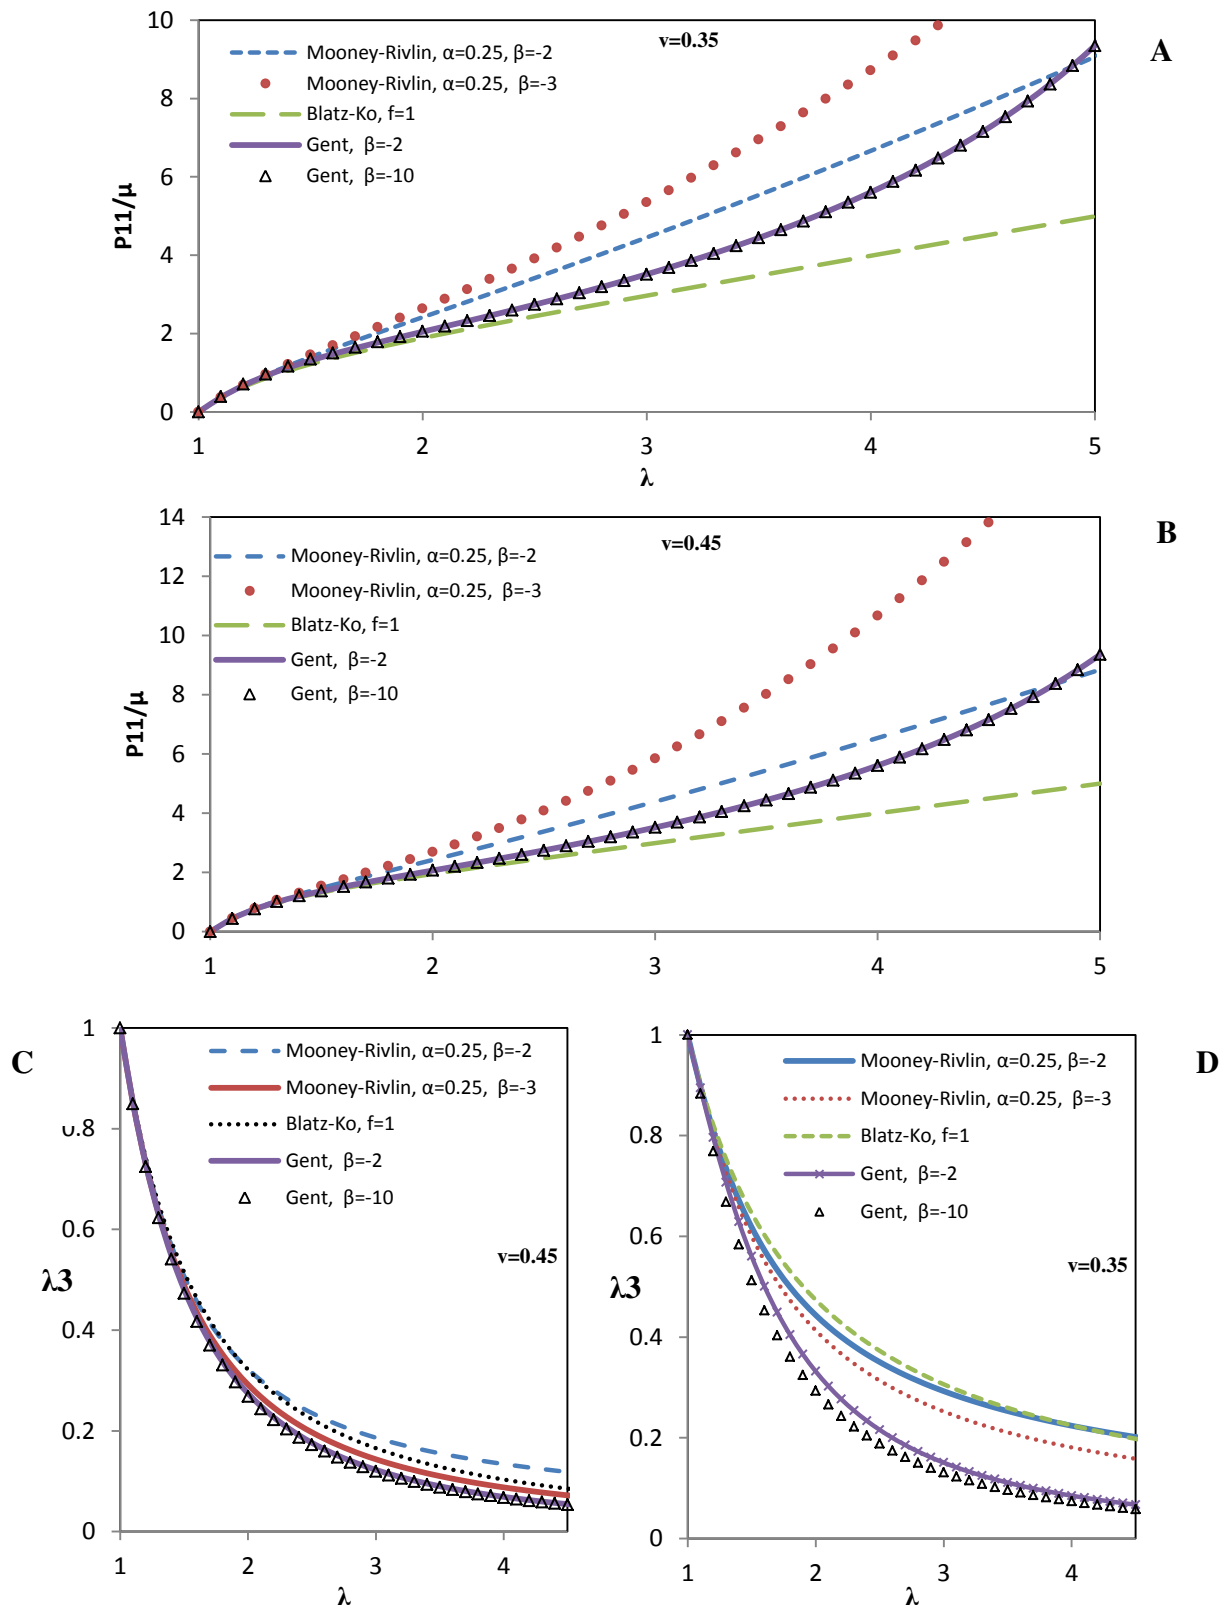 10
8
6
4
2
0
P11/μ
Mooney-Rivlin, α=0.25, β=-2
Mooney-Rivlin, α=0.25, β=-3
Blatz-Ko, f=1
Gent, β=-2
Gent, β=-10
v=0.35
A
1
2
3
4
5
λ
14
12
10
8
6
4
2
0
P11/μ
Mooney-Rivlin, α=0.25, β=-2
Mooney-Rivlin, α=0.25, β=-3
Blatz-Ko, f=1
Gent, β=-2
Gent, β=-10
v=0.45
B
1
2
3
4
5
C
1
0.8
0.6
0.4
0.2
0
λ3
Mooney-Rivlin, α=0.25, β=-2
Mooney-Rivlin, α=0.25, β=-3
Blatz-Ko, f=1
Gent, β=-2
Gent, β=-10
v=0.45
1
2
3
4
λ
1
0.8
0.6
0.4
0.2
0
λ3
Mooney-Rivlin, α=0.25, β=-2
Mooney-Rivlin, α=0.25, β=-3
Blatz-Ko, f=1
Gent, β=-2
Gent, β=-10
v=0.35
D
1
2
3
4
λ